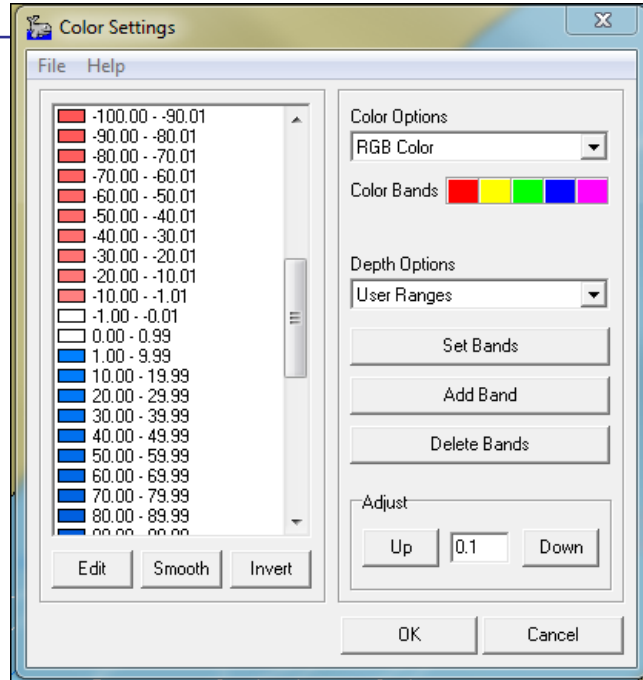 Color Settings
File Help
-100.00 - -90.01
-90.00 - -80.01
-80.00 - -70.01
-70.00 - -60.01
-60.00 - -50.01
-50.00 - -40.01
-40.00 - -30.01
-30.00 - -20.01
-20.00 - -10.01
-10.00 - -1.01
-1.00 - -0.01
0.00 - 0.99
1.00 - 9.99
10.00 - 19.99
20.00 - 29.99
30.00 - 39.99
40.00 - 49.99
50.00 - 59.99
60.00 - 69.99
70.00 - 79.99
80.00 - 89.99
Edit Smooth Invert
Color Options
RGB Color
Color Bands
Depth Options
User Ranges
Set Bands
Add Band
Delete Bands
Adjust
Up 0.1 Down
OK Cancel